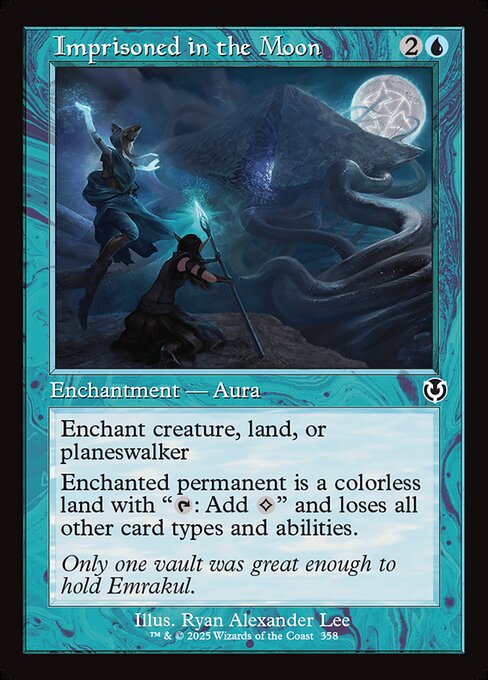 Imprisoned in the Moon 2
Enchantment — Aura
Enchant creature, land, or
planeswalker
Enchanted permanent is a colorless
land with “: Add ” and loses all
other card types and abilities.
Only one vault was great enough to
hold Emrakul.
Illus. Ryan Alexander Lee
™ & © 2025 Wizards of the Coast 358